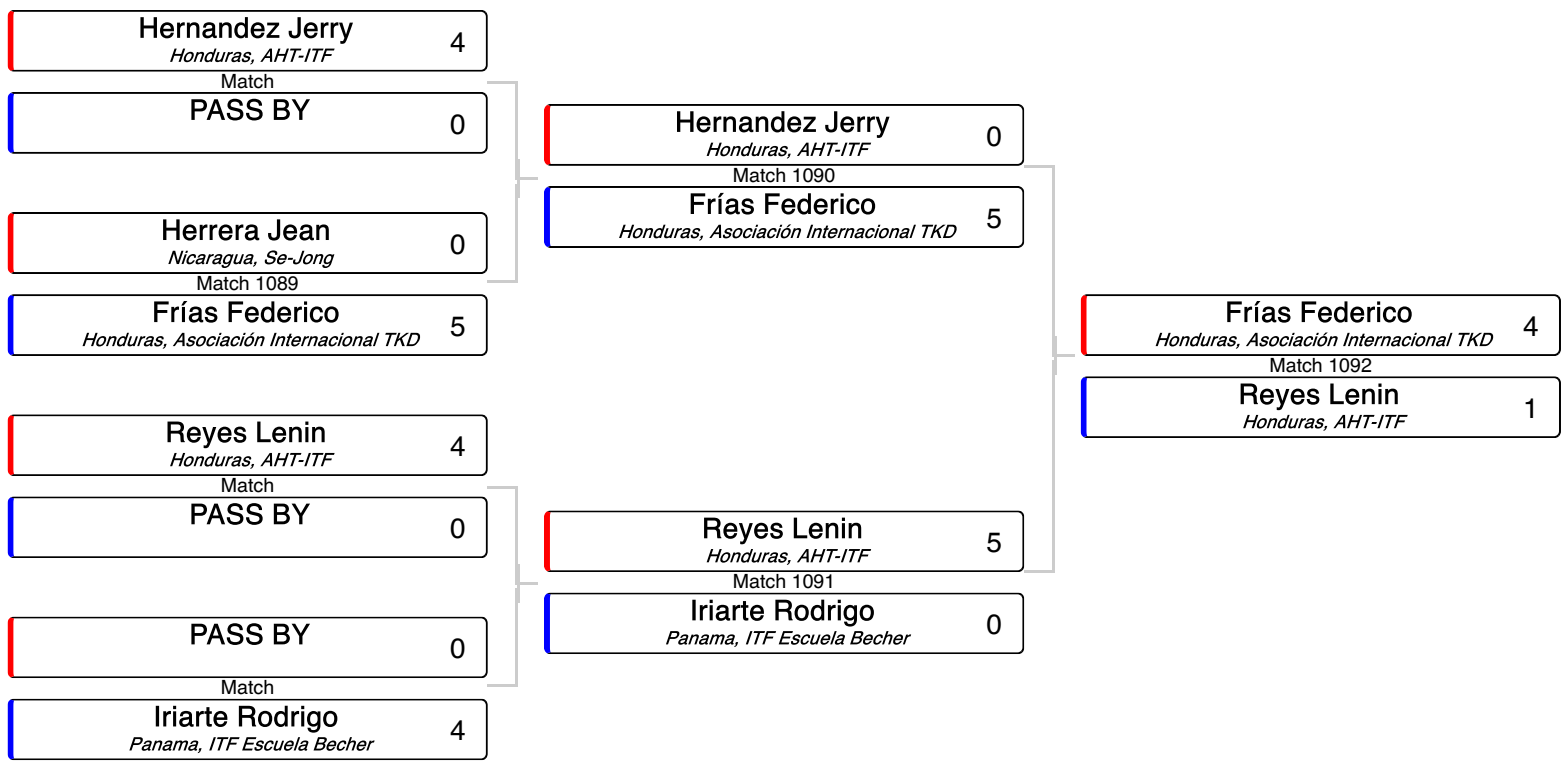 Hernandez Jerry
Honduras, AHT-ITF
4
Match
PASS BY
0
Herrera Jean
Nicaragua, Se-Jong
0
Match 1089
Frías Federico
Honduras, Asociación Internacional TKD
5
Reyes Lenin
Honduras, AHT-ITF
4
Match
PASS BY
0
PASS BY
0
Match
Iriarte Rodrigo
Panama, ITF Escuela Becher
4
Hernandez Jerry
Honduras, AHT-ITF
0
Match 1090
Frías Federico
Honduras, Asociación Internacional TKD
5
Reyes Lenin
Honduras, AHT-ITF
5
Match 1091
Iriarte Rodrigo
Panama, ITF Escuela Becher
0
Frías Federico
Honduras, Asociación Internacional TKD
4
Match 1092
Reyes Lenin
Honduras, AHT-ITF
1